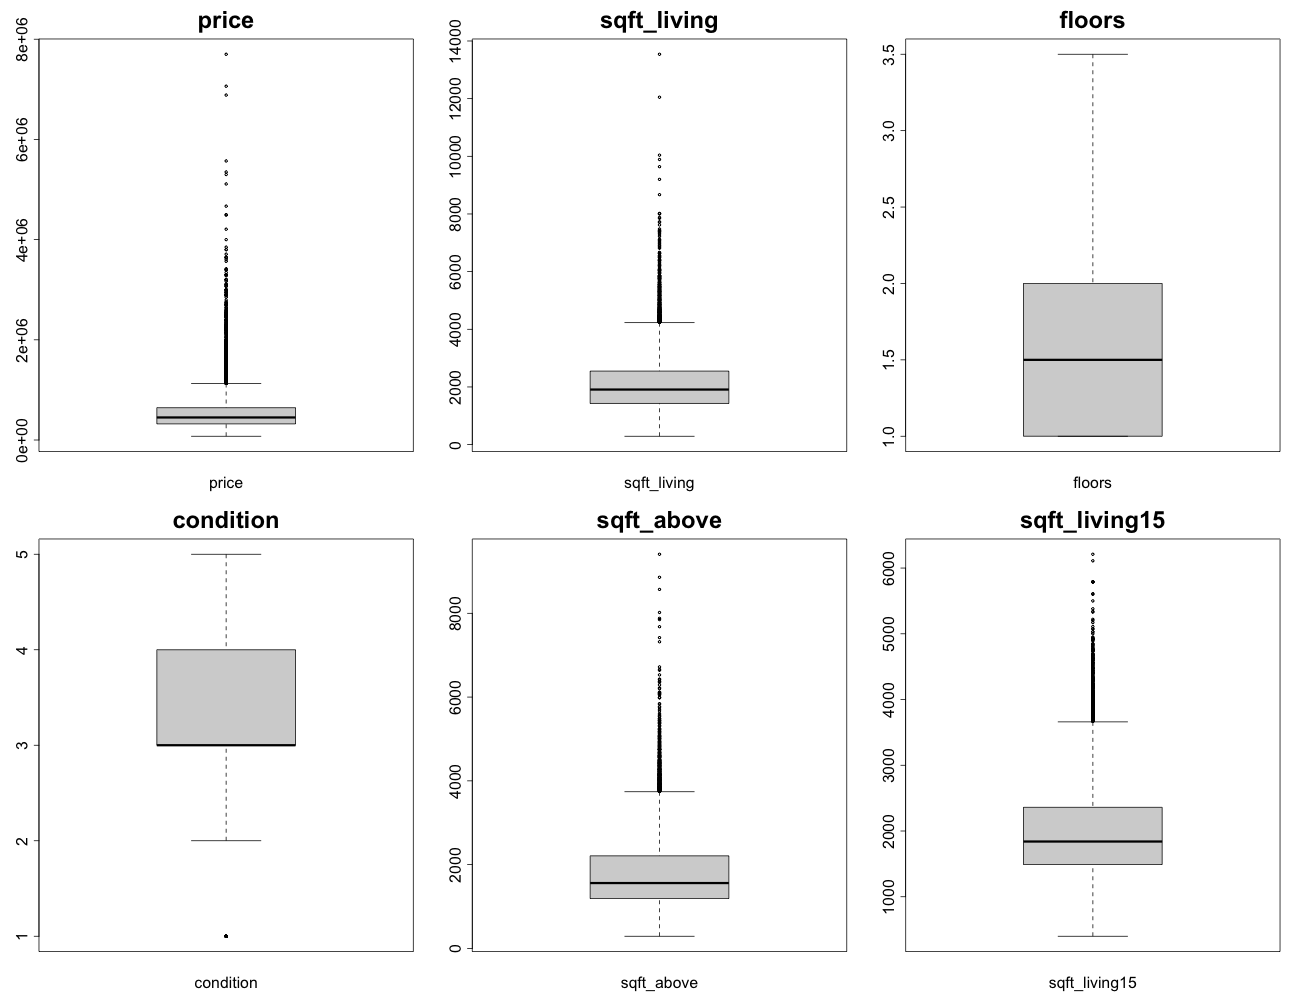 price
8e+06
6e+06
4e+06
2e+06
0e+00
price
sqft_living
14000
12000
10000
8000
6000
4000
2000
0
sqft_living
floors
3.5
3.0
2.5
2.0
1.5
1.0
floors
condition
5
4
3
2
1
condition
sqft_above
8000
6000
4000
2000
0
sqft_above
sqft_living15
6000
5000
4000
3000
2000
1000
sqft_living15